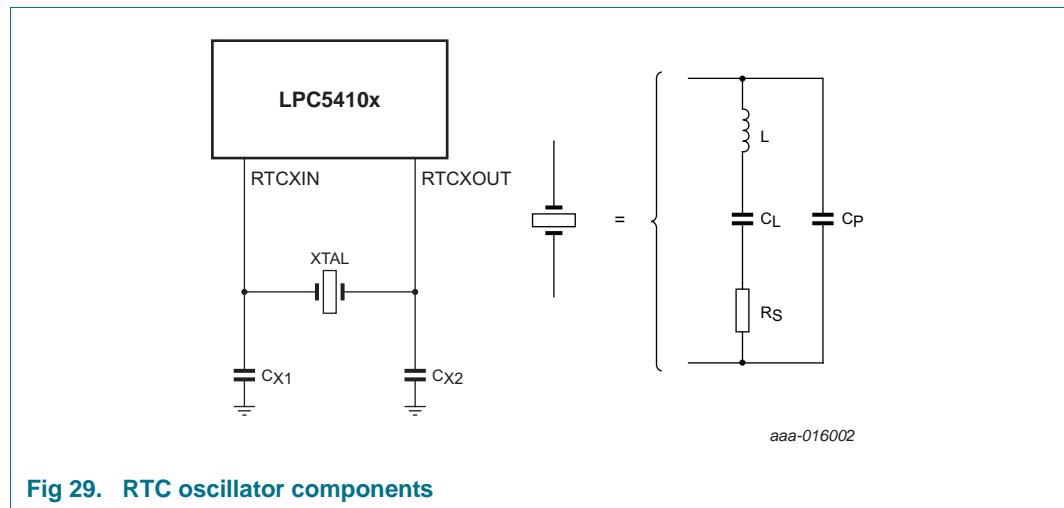 LPC5410x
RTCXIN
RTCXOUT
XTAL
CX1
CX2
=
L
CL
CP
RS
aaa-016002
Fig 29. RTC oscillator components